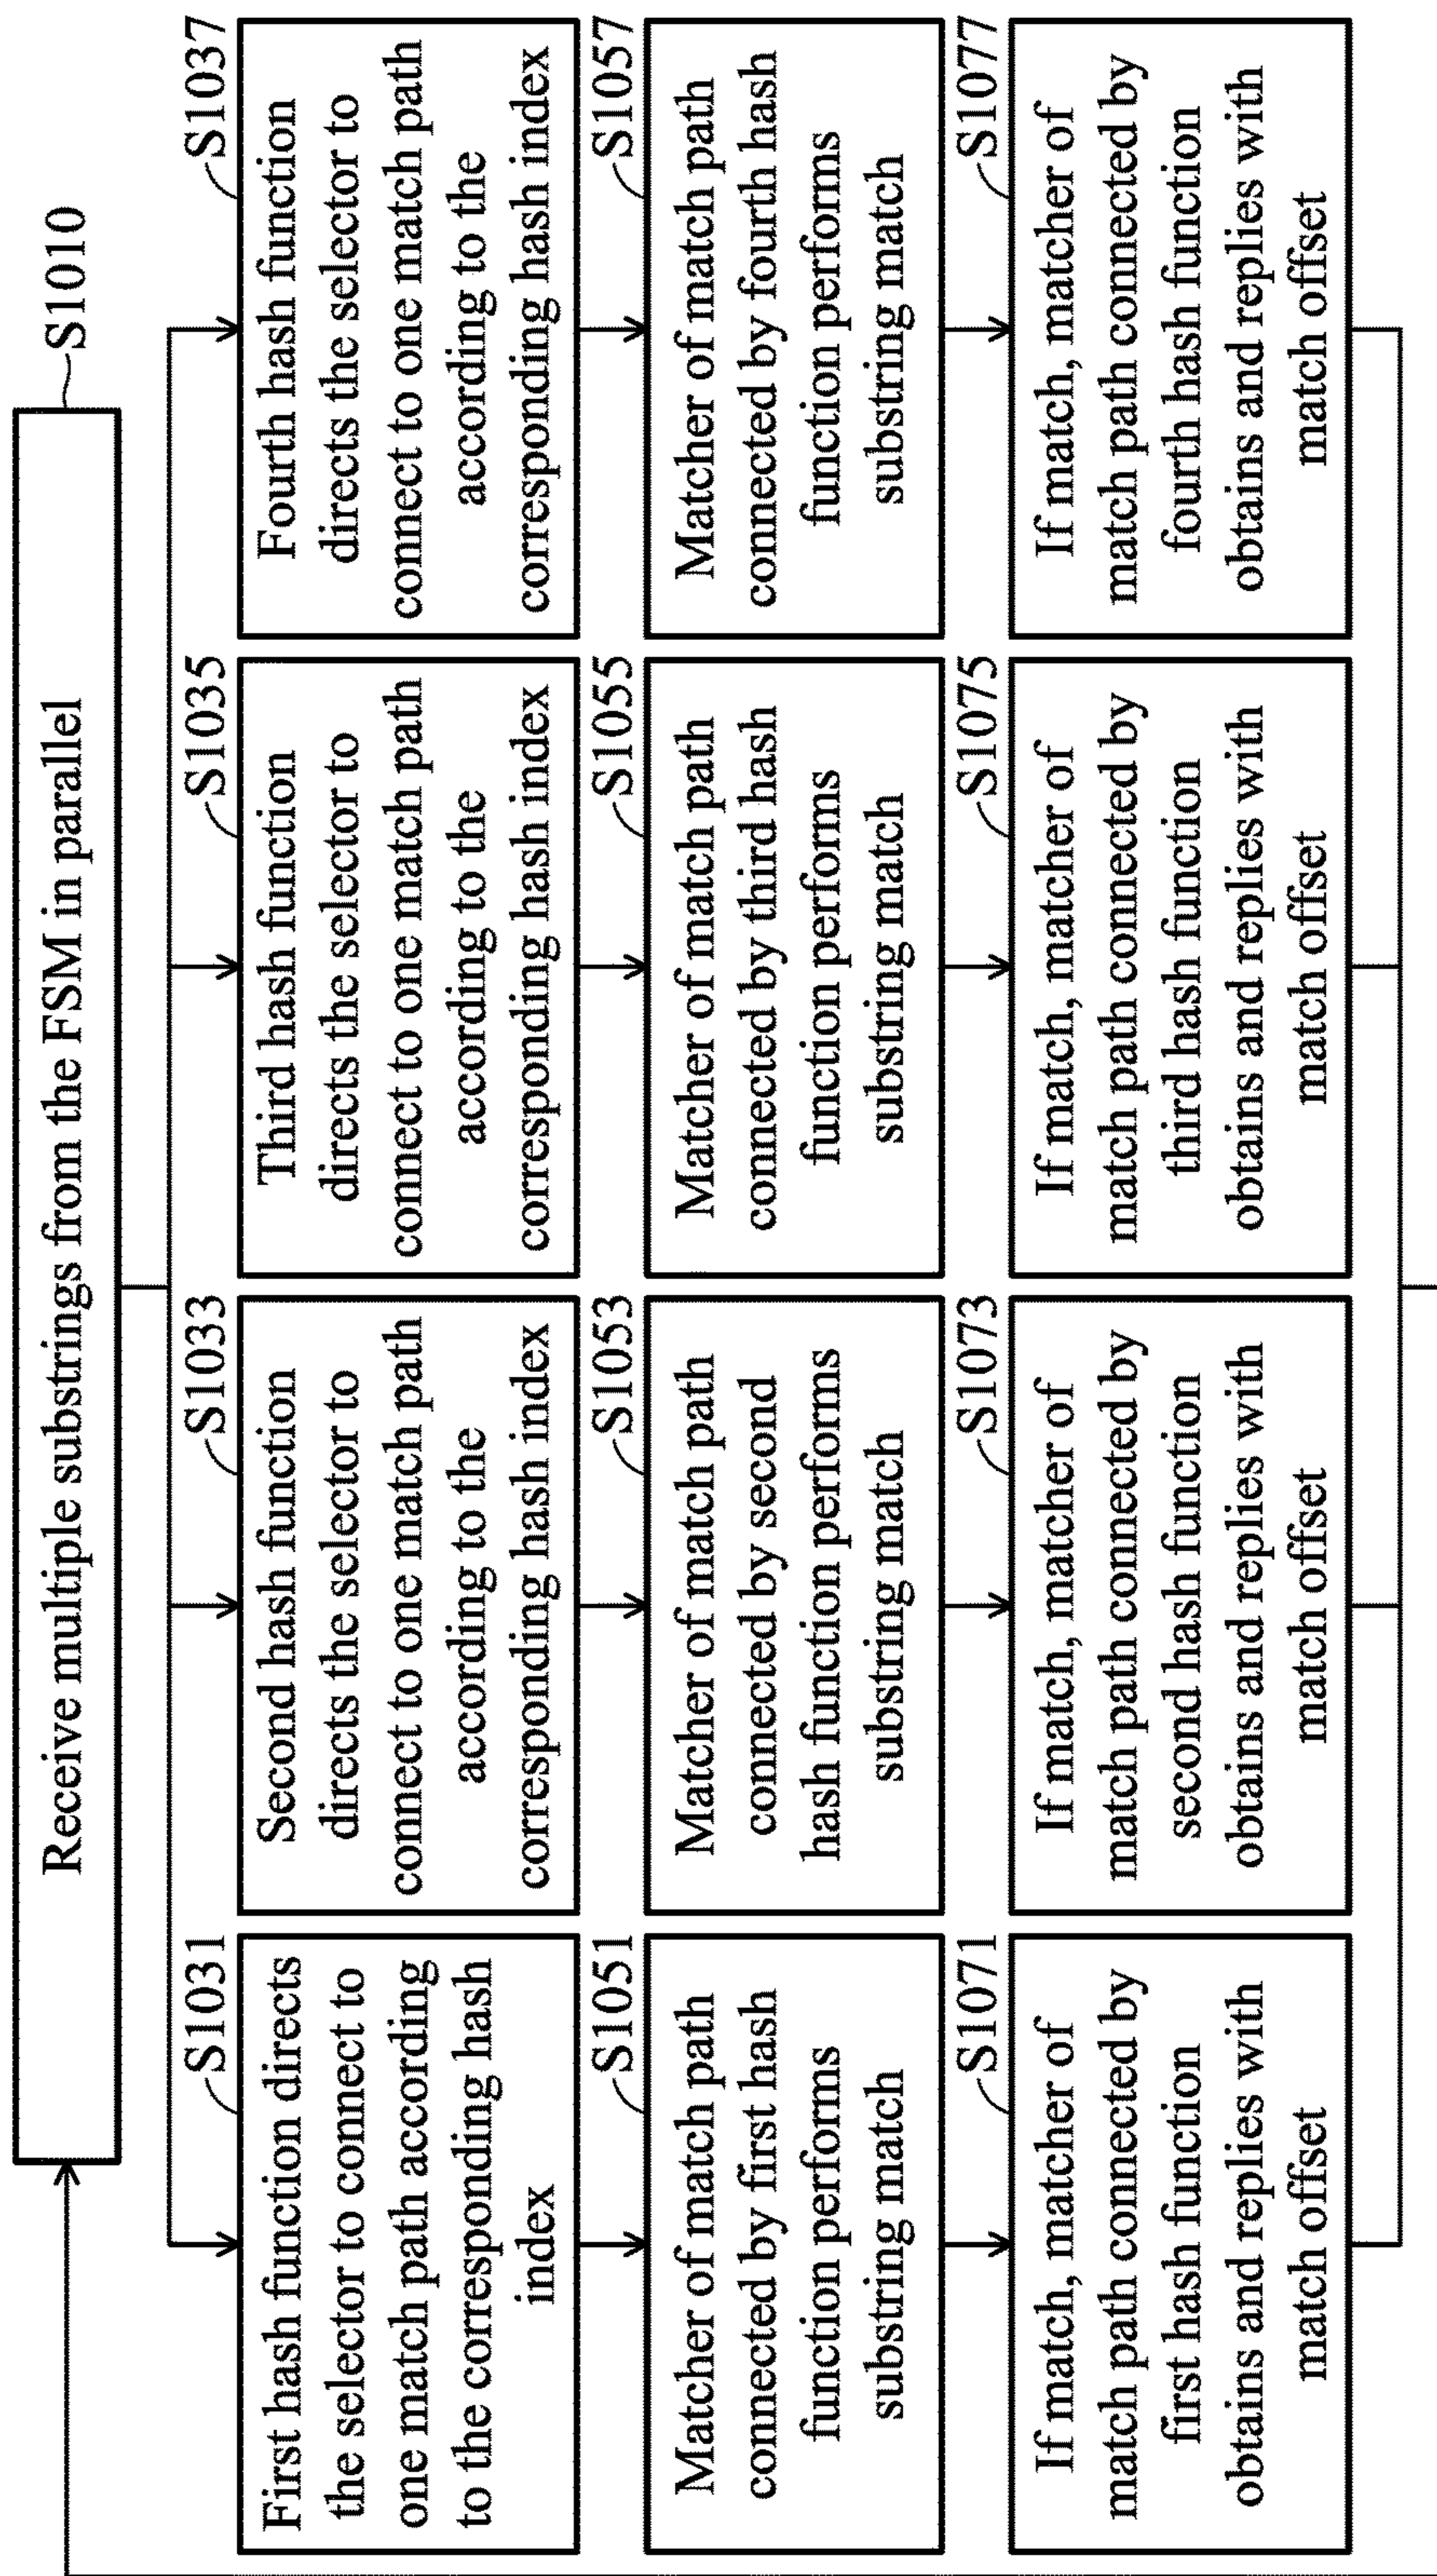 Receive multiple substrings from the FSM in parallel
S1010
S1031
First hash function directs
the selector to connect to
one match path according
to the corresponding hash
index
S1033
Second hash function
directs the selector to
connect to one match path
according to the
corresponding hash index
S1035
Third hash function
directs the selector to
connect to one match path
according to the
corresponding hash index
S1037
Fourth hash function
directs the selector to
connect to one match path
according to the
corresponding hash index
S1051
Matcher of match path
connected by first hash
function performs
substring match
S1053
Matcher of match path
connected by second
hash function performs
substring match
S1055
Matcher of match path
connected by third hash
function performs
substring match
S1057
Matcher of match path
connected by fourth hash
function performs
substring match
S1071
If match, matcher of
match path connected by
first hash function
obtains and replies with
match offset
S1073
If match, matcher of
match path connected by
second hash function
obtains and replies with
match offset
S1075
If match, matcher of
match path connected by
third hash function
obtains and replies with
match offset
S1077
If match, matcher of
match path connected by
fourth hash function
obtains and replies with
match offset